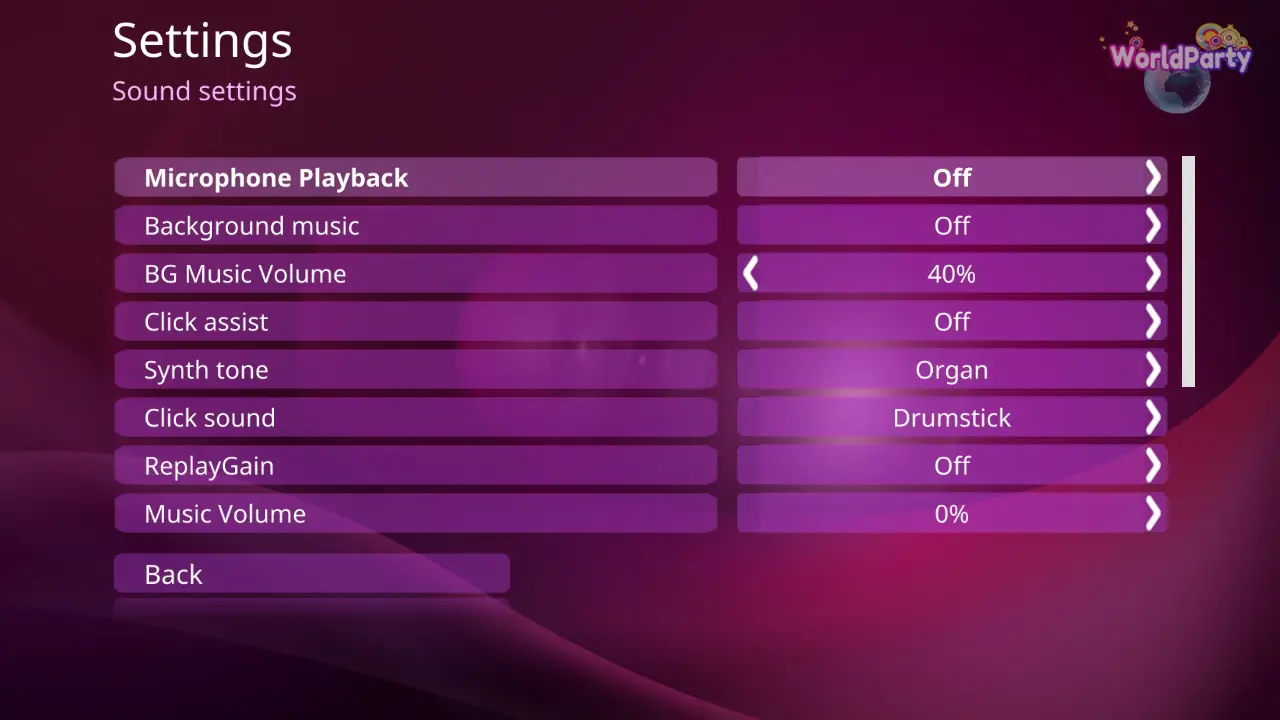 Settings
WorldParty
Sound settings
Microphone Playback Off
Background music Off
BG Music Volume 40%
Click assist Off
Synth tone Organ
Click sound Drumstick
ReplayGain Off
Music Volume 0%
Back